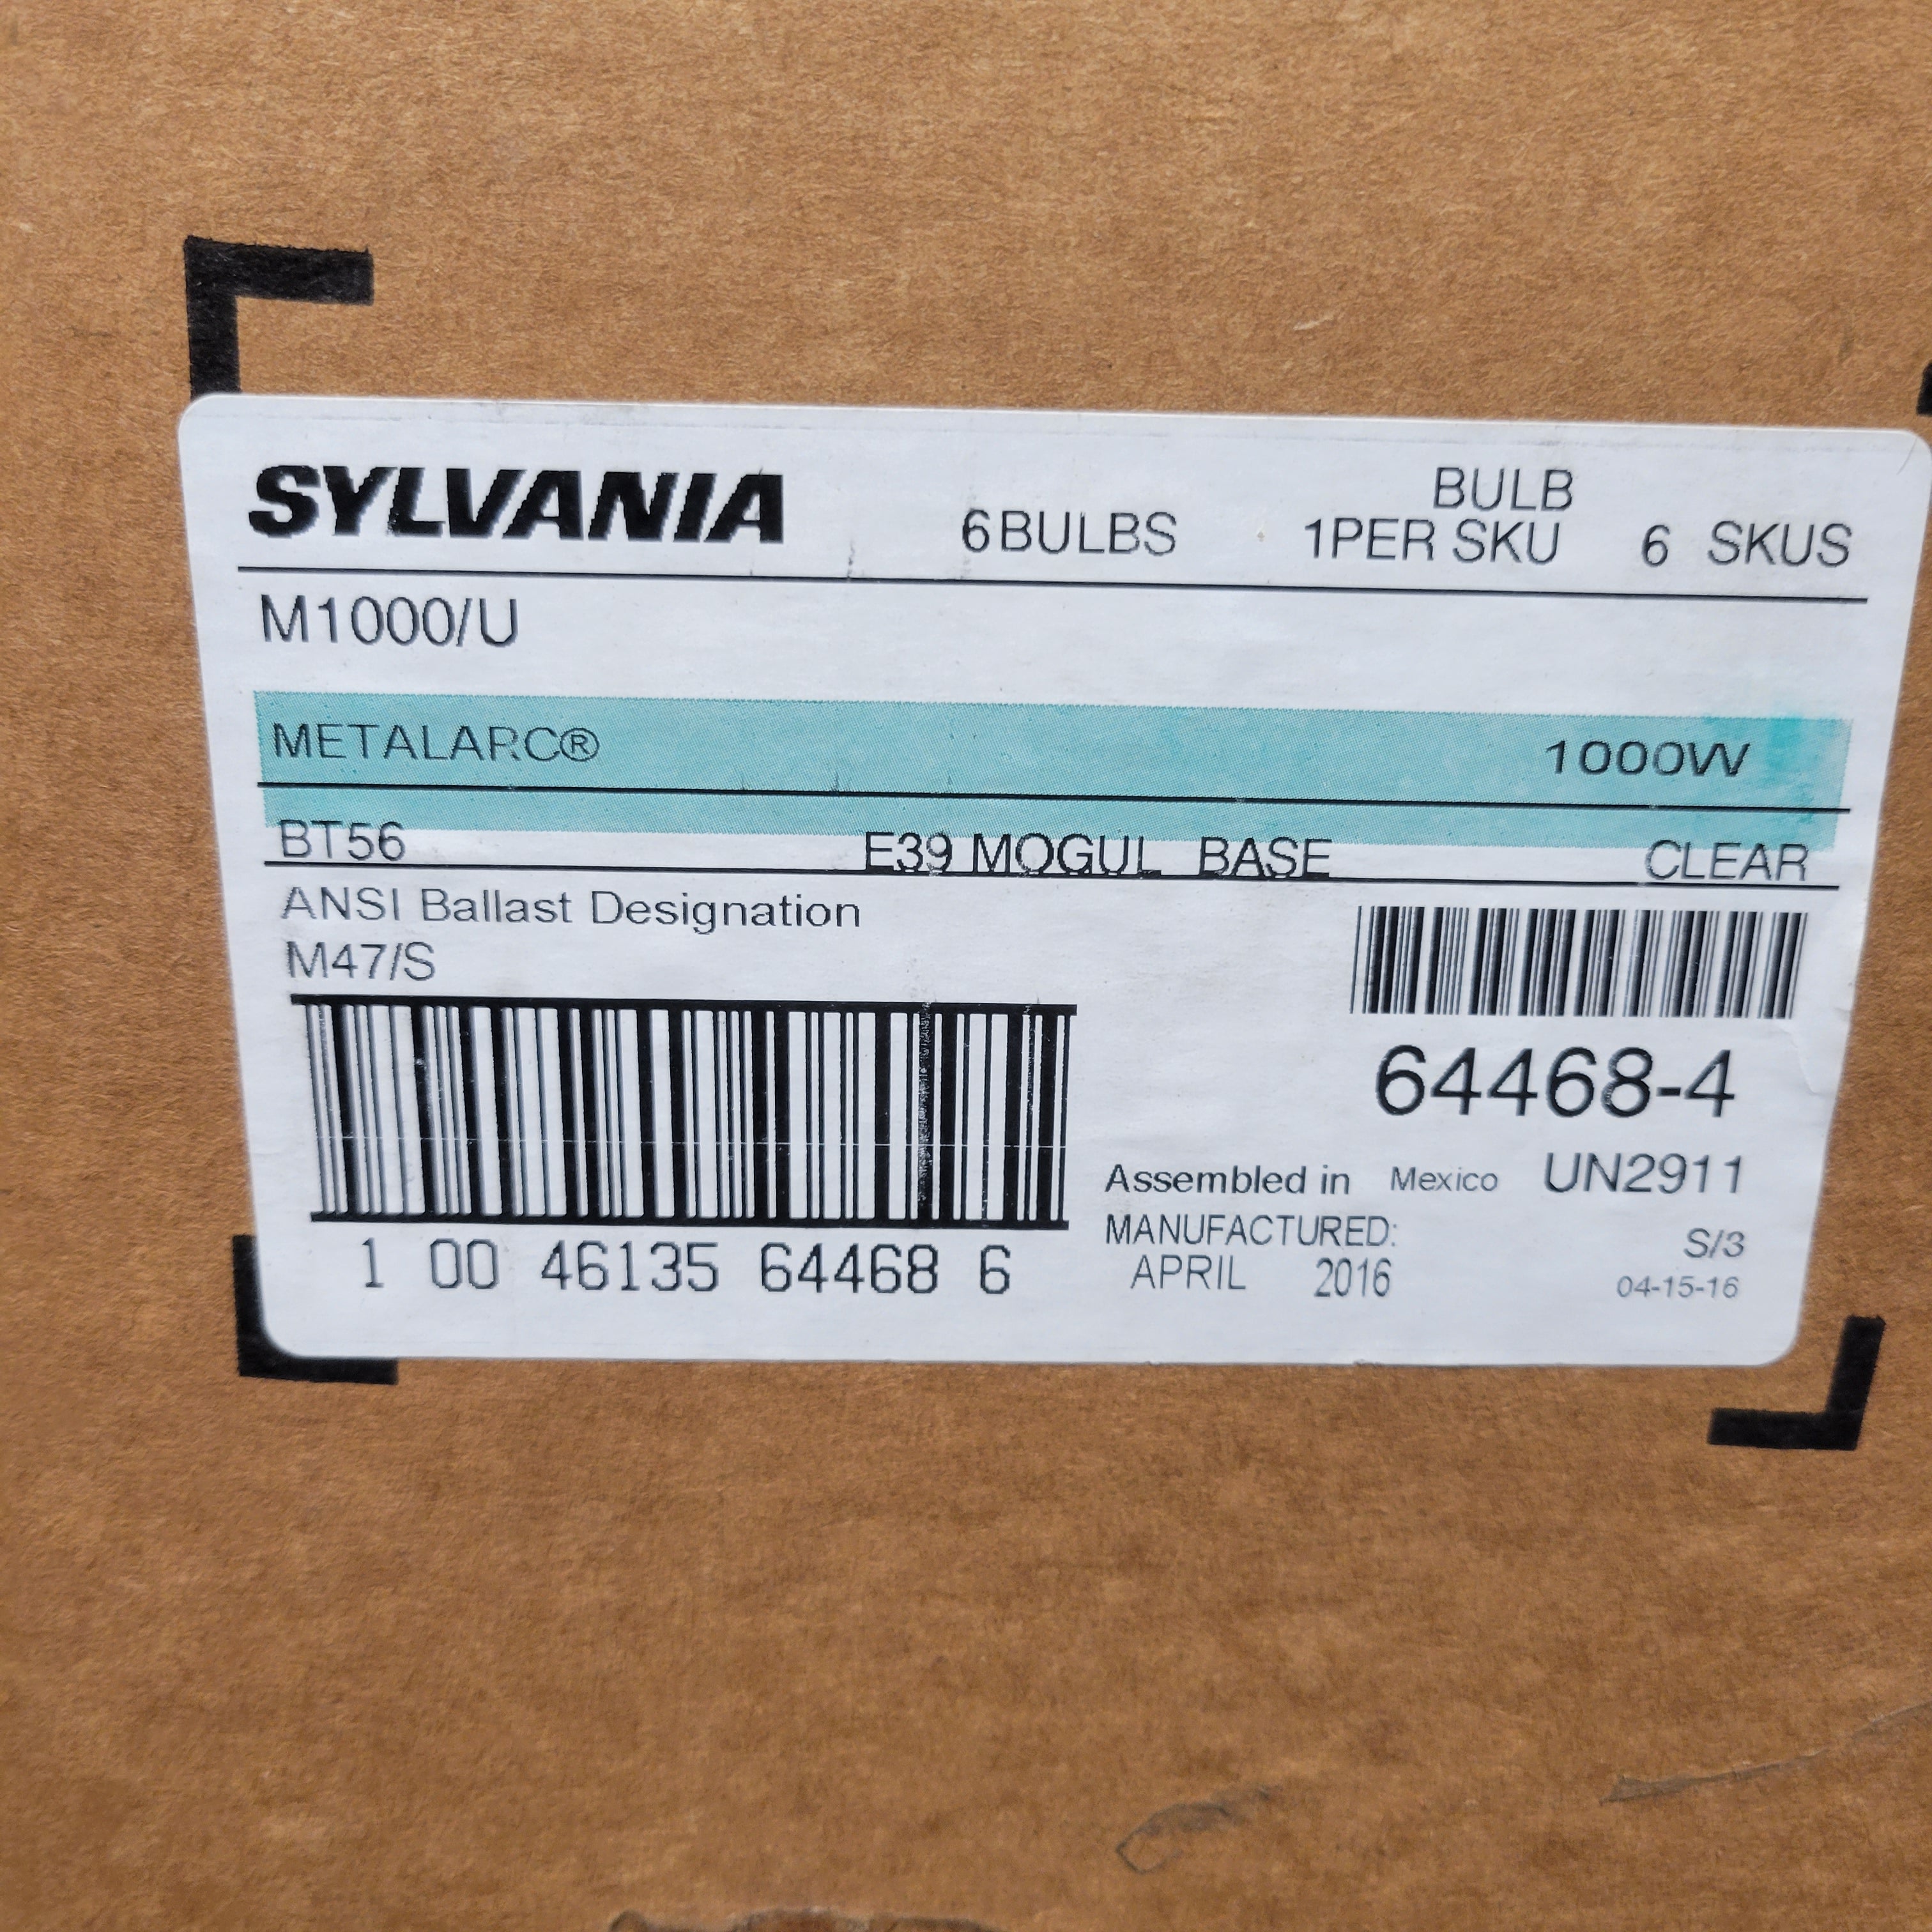 SYLVANIA 6BULBS BULB
1PER SKU 6 SKUS
M1000/U
METALARC® 1000W
BT56 E39 MOGUL BASE CLEAR
ANSI Ballast Designation
M47/S
64468-4
Assembled in Mexico UN2911
MANUFACTURED: S/3
APRIL 2016 04-15-16
1 00 46135 64468 6